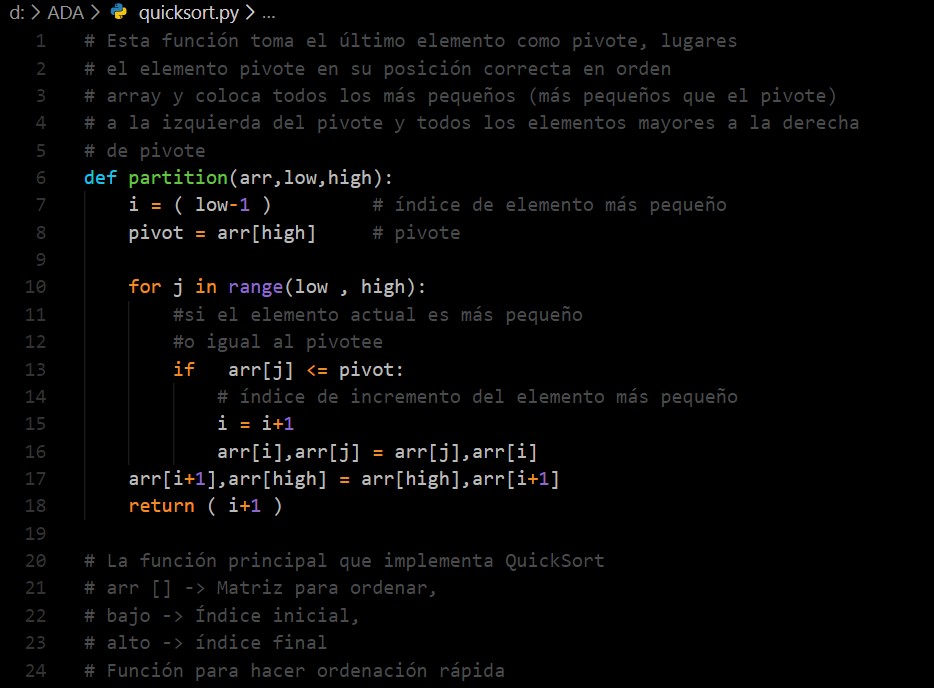 d: > ADA > quicksort.py > ...
1 # Esta función toma el último elemento como pivote, lugares
2 # el elemento pivote en su posición correcta en orden
3 # array y coloca todos los más pequeños (más pequeños que el pivote)
4 # a la izquierda del pivote y todos los elementos mayores a la derecha
5 # de pivote
6 def partition(arr,low,high):
7     i = ( low-1 )         # índice de elemento más pequeño
8     pivot = arr[high]     # pivote
9
10     for j in range(low , high):
11         #si el elemento actual es más pequeño
12         #o igual al pivotee
13         if   arr[j] <= pivot:
14             # índice de incremento del elemento más pequeño
15             i = i+1
16             arr[i],arr[j] = arr[j],arr[i]
17     arr[i+1],arr[high] = arr[high],arr[i+1]
18     return ( i+1 )
19
20 # La función principal que implementa QuickSort
21 # arr [] -> Matriz para ordenar,
22 # bajo -> Índice inicial,
23 # alto -> índice final
24 # Función para hacer ordenación rápida